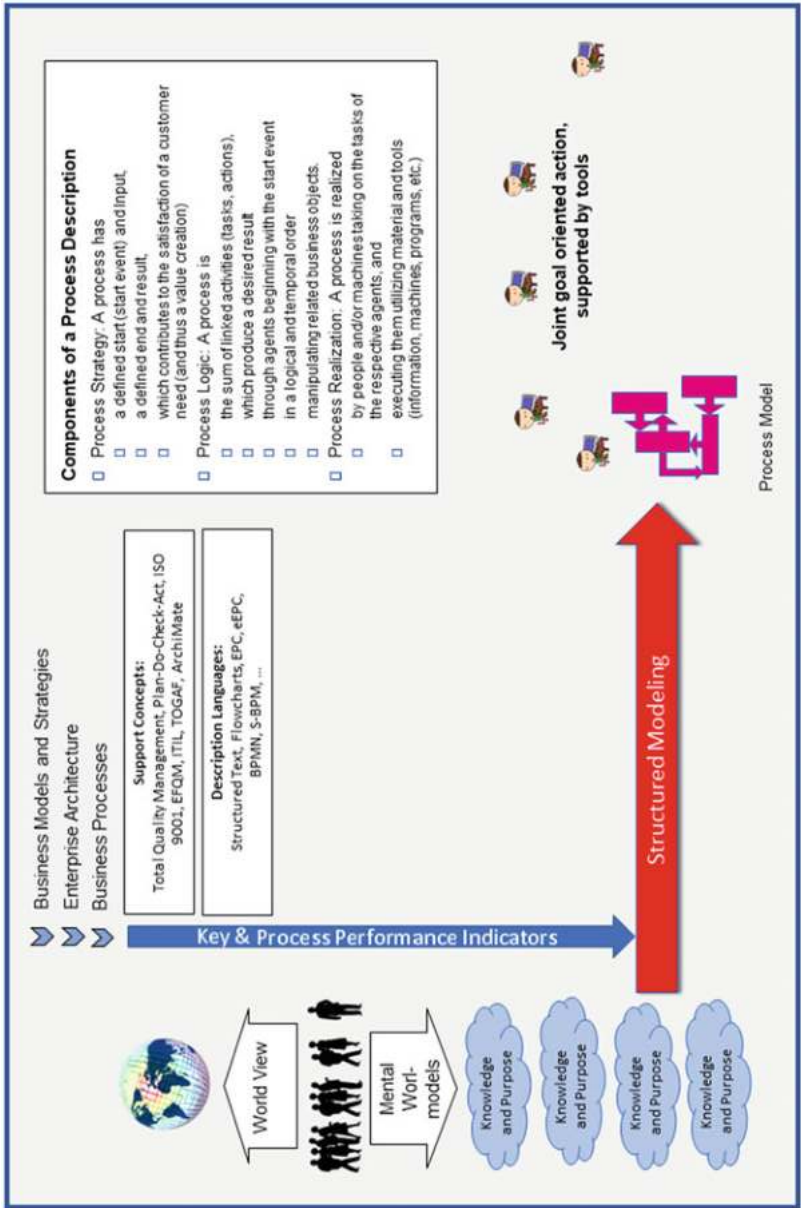 Business Models and Strategies
Enterprise Architecture
Business Processes
Support Concepts:
Total Quality Management, Plan-Do-Check-Act, ISO
9001, EFQM, ITIL, TOGAF, ArchiMate
Description Languages:
Structured Text, Flowcharts, EPC, eEPC,
BPMN, S-BPM, ...
Components of a Process Description
Process Strategy: A process has
a defined start (start event) and input,
a defined end and result,
which contributes to the satisfaction of a customer
need (and thus a value creation)
Process Logic: A process is
the sum of linked activities (tasks, actions),
which produce a desired result
through agents beginning with the start event
in a logical and temporal order
manipulating related business objects.
Process Realization: A process is realized
by people and/or machines taking on the tasks of
the respective agents, and
executing them utilizing material and tools
(information, machines, programs, etc.)
World View
Mental
Worl-
models
Key & Process Performance Indicators
Knowledge
and Purpose
Knowledge
and Purpose
Knowledge
and Purpose
Knowledge
and Purpose
Structured Modeling
Joint goal oriented action,
supported by tools
Process Model